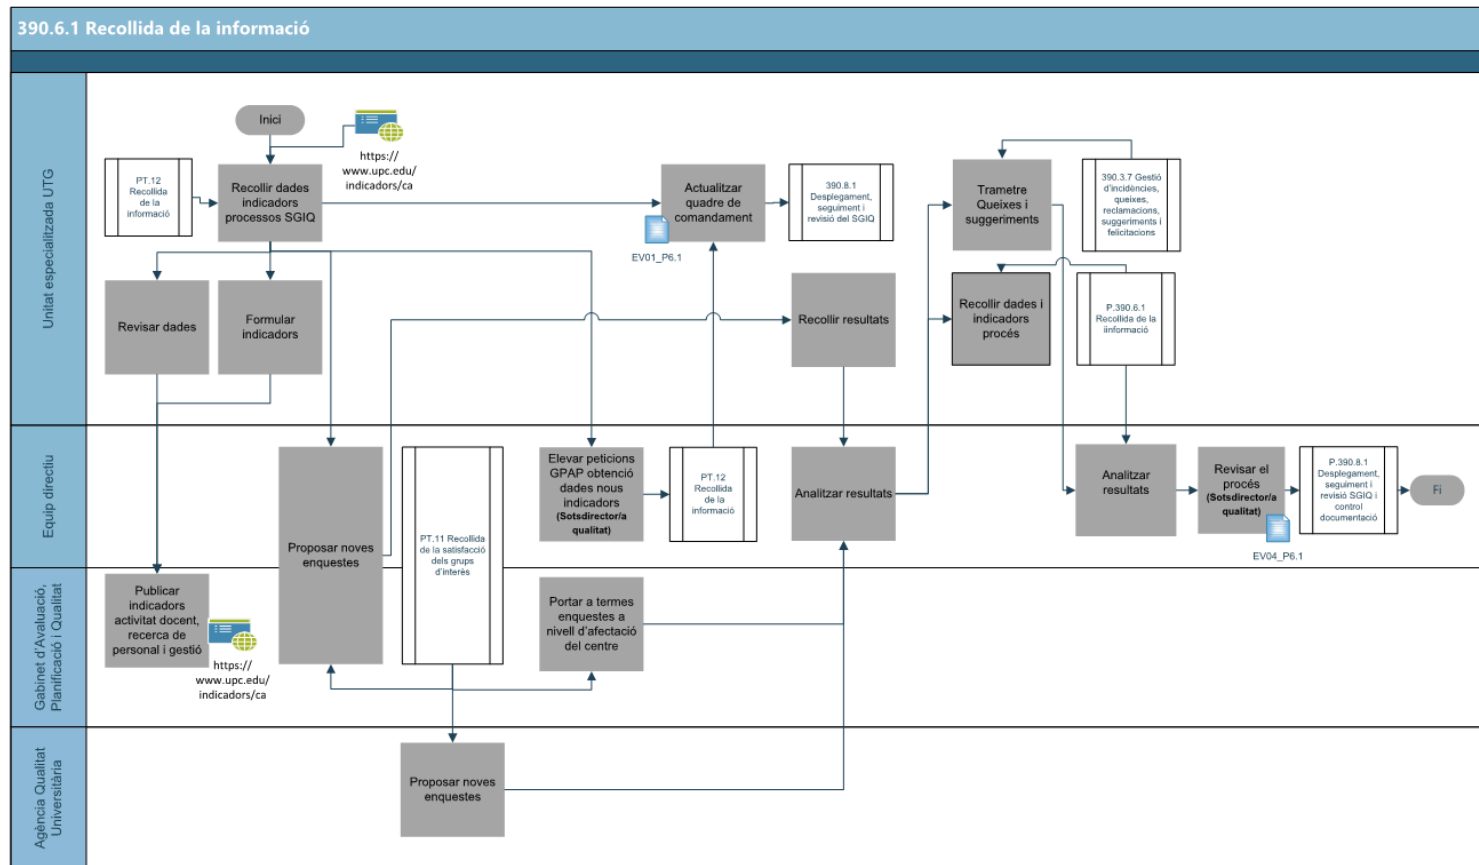 390.6.1 Recollida de la informació
Unitat especialitzada UTG
Inici
https://
www.upc.edu/
indicadors/ca
PT.12
Recollida
de la
informació
Recollir dades
indicadors
processos SGIQ
Actualitzar
quadre de
comandament
EV01_P6.1
390.8.1
Desplegament,
seguiment i
revisió del SGIQ
Trametre
Queixes i
suggeriments
390.3.7 Gestió
d'incidències,
queixes,
reclamacions,
suggeriments i
felicitacions
Revisar dades
Formular
indicadors
Recollir resultats
Recollir dades i
indicadors
procés
P.390.6.1
Recollida de la
iinformació
Equip directiu
Proposar noves
enquestes
PT.11 Recollida
de la satisfacció
dels grups
d'interès
Elevar peticions
GPAP obtenció
dades nous
indicadors
(Sotsdirector/a
qualitat)
PT.12
Recollida
de la
informació
Analitzar resultats
Analitzar
resultats
Revisar el
procés
(Sotsdirector/a
qualitat)
EV04_P6.1
P.390.8.1
Desplegament,
seguiment i
revisió SGIQ i
control
documentació
Fi
Gabinet d'Avaluació,
Planificació i Qualitat
Publicar
indicadors
activitat docent,
recerca de
personal i gestió
https://
www.upc.edu/
indicadors/ca
Portar a termes
enquestes a
nivell d'afectació
del centre
Agència Qualitat
Universitària
Proposar noves
enquestes